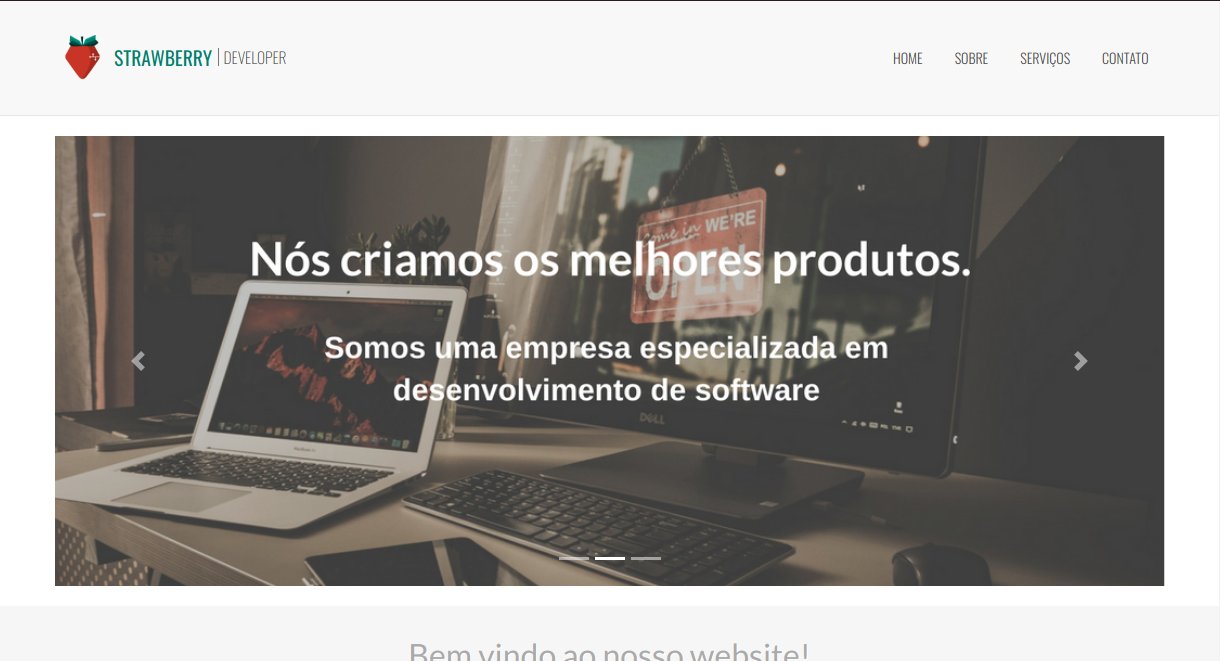 STRAWBERRY | DEVELOPER
HOME SOBRE SERVIÇOS CONTATO
Come in WE'RE
OPEN
Nós criamos os melhores produtos.
Somos uma empresa especializada em
desenvolvimento de software
DELL
Bem vindo ao nosso website!